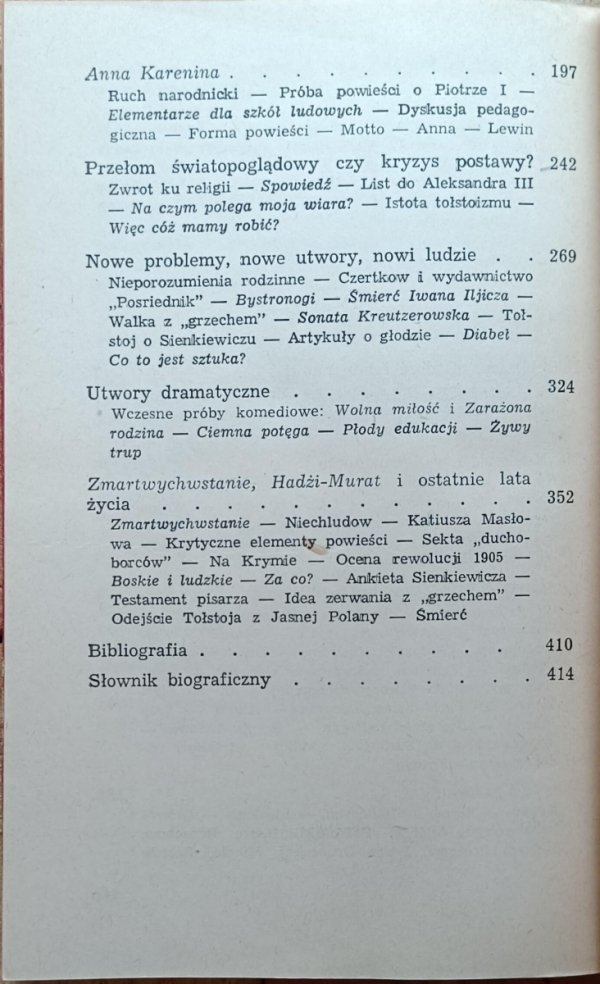 Anna Karenina . . . . . . . . . . 197
Ruch narodnicki — Próba powieści o Piotrze I —
Elementarze dla szkół ludowych — Dyskusja pedago-
giczna — Forma powieści — Motto — Anna — Lewin
Przełom światopoglądowy czy kryzys postawy? 242
Zwrot ku religii — Spowiedź — List do Aleksandra III
— Na czym polega moja wiara? — Istota tołstoizmu —
Więc cóż mamy robić?
Nowe problemy, nowe utwory, nowi ludzie . . 269
Nieporozumienia rodzinne — Czertkow i wydawnictwo
„Posriednik” — Bystronogi — Śmierć Iwana Iljicza —
Walka z „grzechem” — Sonata Kreutzerowska — Toł-
stoj o Sienkiewiczu — Artykuły o głodzie — Diabeł —
Co to jest sztuka?
Utwory dramatyczne . . . . . . . . 324
Wczesne próby komediowe: Wolna miłość i Zarażona
rodzina — Ciemna potęga — Płody edukacji — Żywy
trup
Zmartwychwstanie, Hadżi-Murat i ostatnie lata
życia . . . . . . . . . . . . 352
Zmartwychwstanie — Niechludow — Katiusza Masło-
wa — Krytyczne elementy powieści — Sekta „ducho-
borców” — Na Krymie — Ocena rewolucji 1905 —
Boskie i ludzkie — Za co? — Ankieta Sienkiewicza —
Testament pisarza — Idea zerwania z „grzechem” —
Odejście Tołstoja z Jasnej Polany — Śmierć
Bibliografia . . . . . . . . . . 410
Słownik biograficzny . . . . . . . . 414